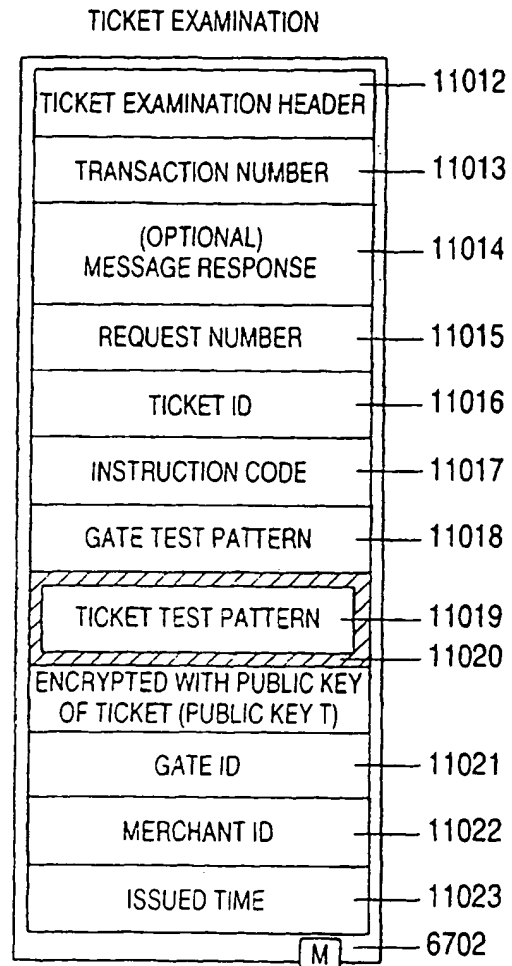 TICKET EXAMINATION
TICKET EXAMINATION HEADER 11012
TRANSACTION NUMBER 11013
(OPTIONAL)
MESSAGE RESPONSE 11014
REQUEST NUMBER 11015
TICKET ID 11016
INSTRUCTION CODE 11017
GATE TEST PATTERN 11018
TICKET TEST PATTERN 11019
11020
ENCRYPTED WITH PUBLIC KEY
OF TICKET (PUBLIC KEY T)
GATE ID 11021
MERCHANT ID 11022
ISSUED TIME 11023
M 6702